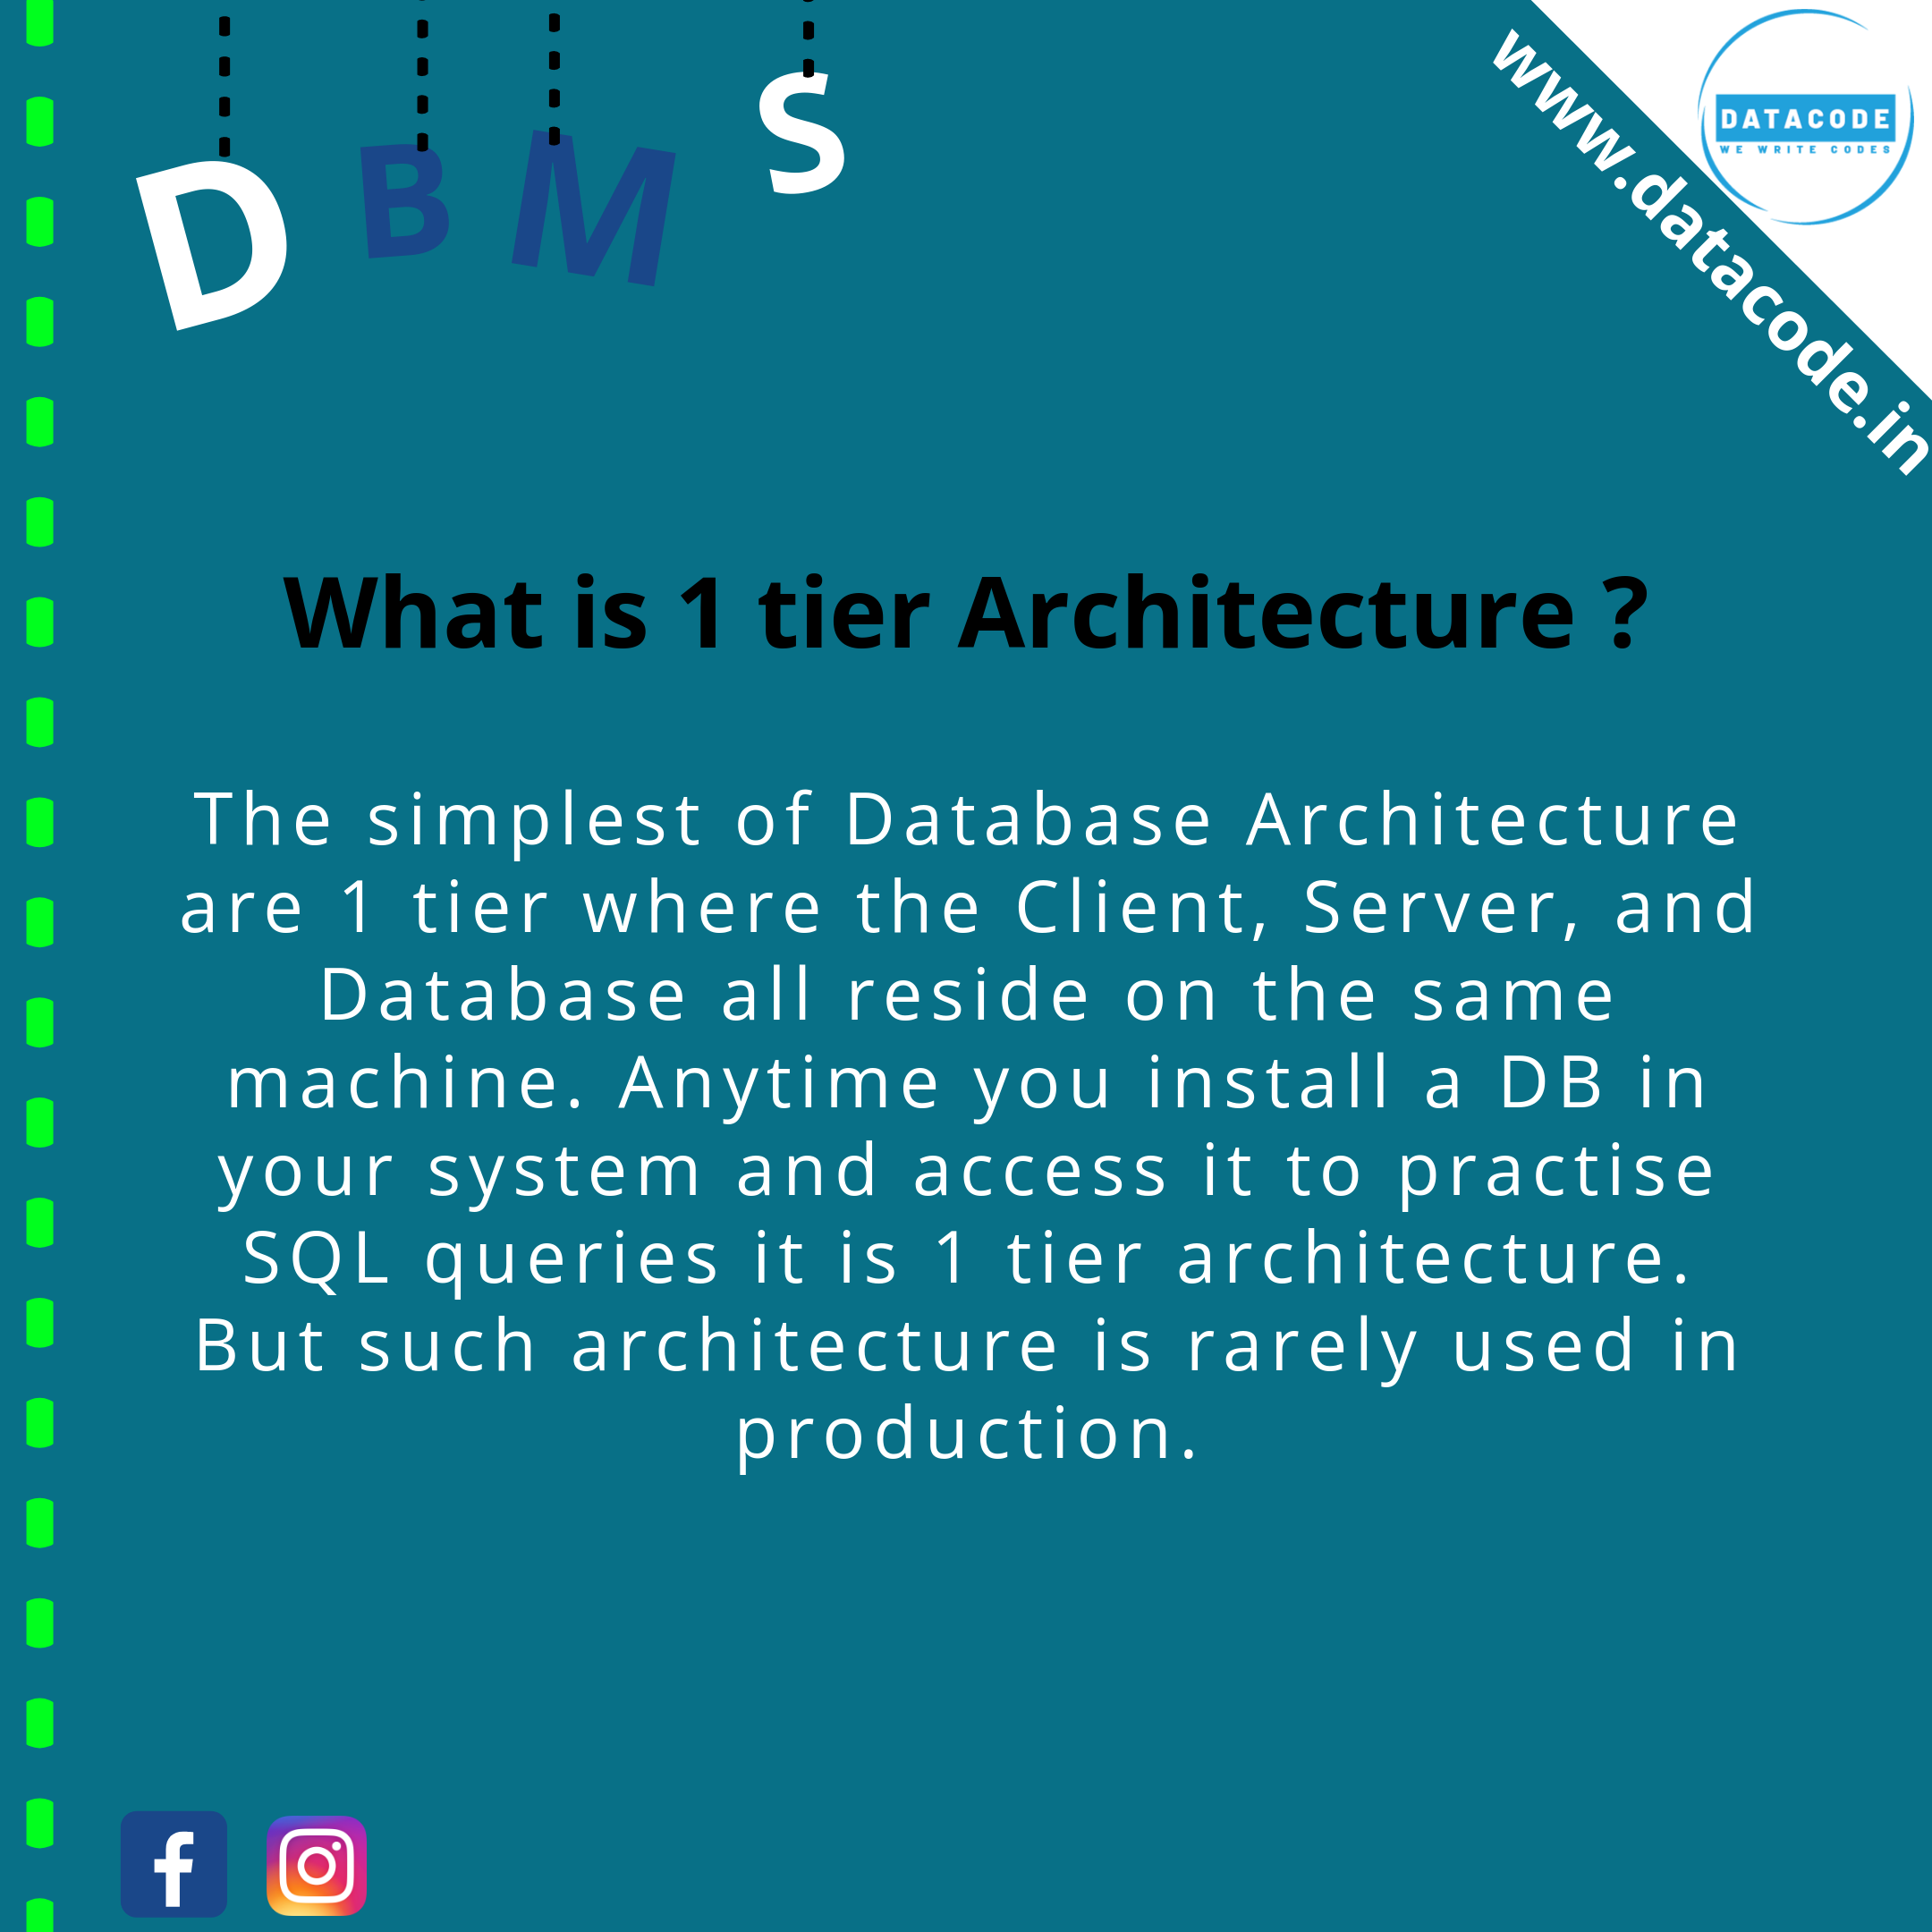 D B M S
www.datacode.in
DATACODE
WE WRITE CODES
What is 1 tier Architecture ?
The simplest of Database Architecture
are 1 tier where the Client, Server, and
Database all reside on the same
machine. Anytime you install a DB in
your system and access it to practise
SQL queries it is 1 tier architecture.
But such architecture is rarely used in
production.